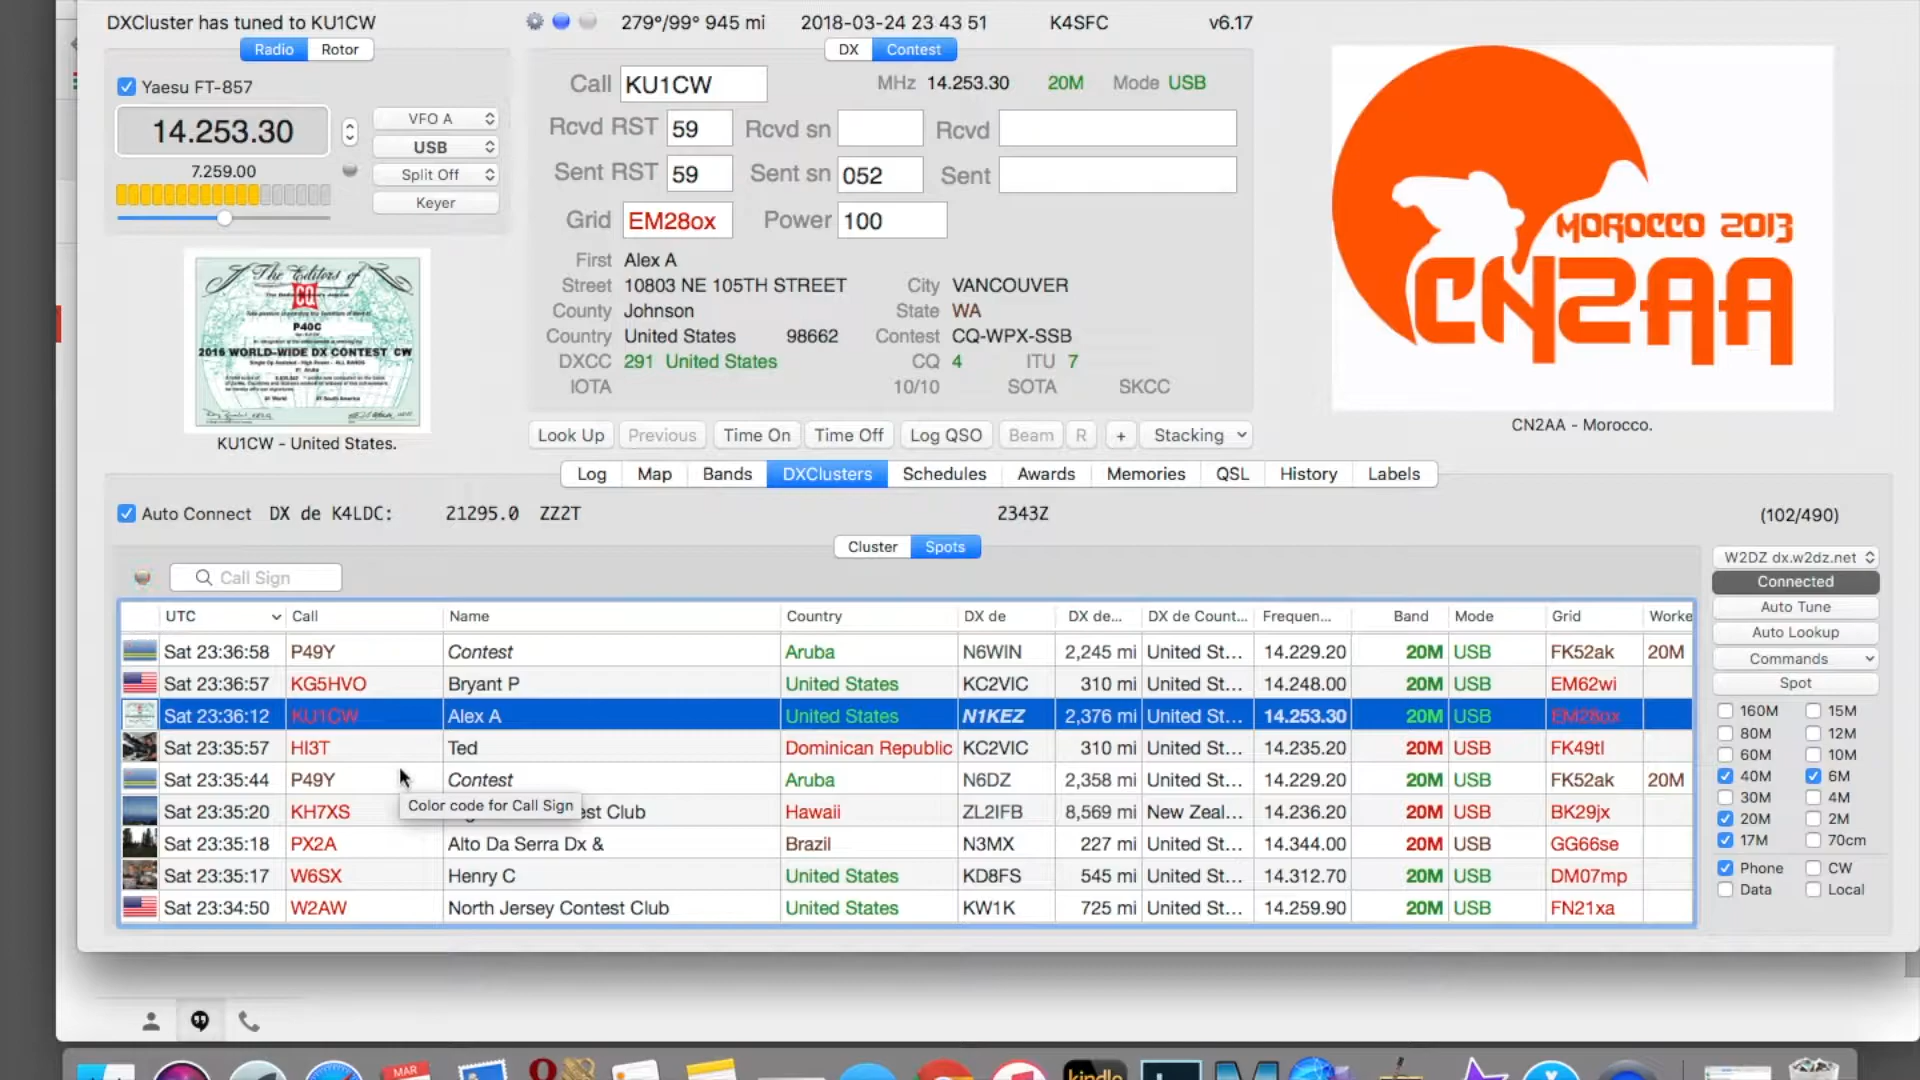 DXCluster has tuned to KU1CW
279°/99° 945 mi 2018-03-24 23 43 51 K4SFC v6.17
Radio Rotor
DX Contest
Yaesu FT-857
14.253.30
VFO A
USB
7.259.00
Split Off
Keyer
Call KU1CW MHz 14.253.30 20M Mode USB
Rcvd RST 59 Rcvd sn Rcvd
Sent RST 59 Sent sn 052 Sent
Grid EM28ox Power 100
First Alex A
Street 10803 NE 105TH STREET City VANCOUVER
County Johnson State WA
Country United States 98662 Contest CQ-WPX-SSB
DXCC 291 United States CQ 4 ITU 7
IOTA 10/10 SOTA SKCC
The Editors of
CQ
P40C
2016 WORLD-WIDE DX CONTEST CW
KU1CW - United States.
MOROCCO 2013
CN2AA
CN2AA - Morocco.
Look Up Previous Time On Time Off Log QSO Beam R + Stacking
Log Map Bands DXClusters Schedules Awards Memories QSL History Labels
Auto Connect DX de K4LDC: 21295.0 ZZ2T 2343Z (102/490)
Cluster Spots
Call Sign
UTC Call Name Country DX de DX de... DX de Count... Frequen... Band Mode Grid Worke
Sat 23:36:58 P49Y Contest Aruba N6WIN 2,245 mi United St... 14.229.20 20M USB FK52ak 20M
Sat 23:36:57 KG5HVO Bryant P United States KC2VIC 310 mi United St... 14.248.00 20M USB EM62wi
Sat 23:36:12 KU1CW Alex A United States N1KEZ 2,376 mi United St... 14.253.30 20M USB EM28ox
Sat 23:35:57 HI3T Ted Dominican Republic KC2VIC 310 mi United St... 14.235.20 20M USB FK49tl
Sat 23:35:44 P49Y Contest Aruba N6DZ 2,358 mi United St... 14.229.20 20M USB FK52ak 20M
Sat 23:35:20 KH7XS est Club Hawaii ZL2IFB 8,569 mi New Zeal... 14.236.20 20M USB BK29jx
Color code for Call Sign
Sat 23:35:18 PX2A Alto Da Serra Dx & Brazil N3MX 227 mi United St... 14.344.00 20M USB GG66se
Sat 23:35:17 W6SX Henry C United States KD8FS 545 mi United St... 14.312.70 20M USB DM07mp
Sat 23:34:50 W2AW North Jersey Contest Club United States KW1K 725 mi United St... 14.259.90 20M USB FN21xa
W2DZ dx.w2dz.net
Connected
Auto Tune
Auto Lookup
Commands
Spot
160M 15M
80M 12M
60M 10M
40M 6M
30M 4M
20M 2M
17M 70cm
Phone CW
Data Local
MAR
kindle